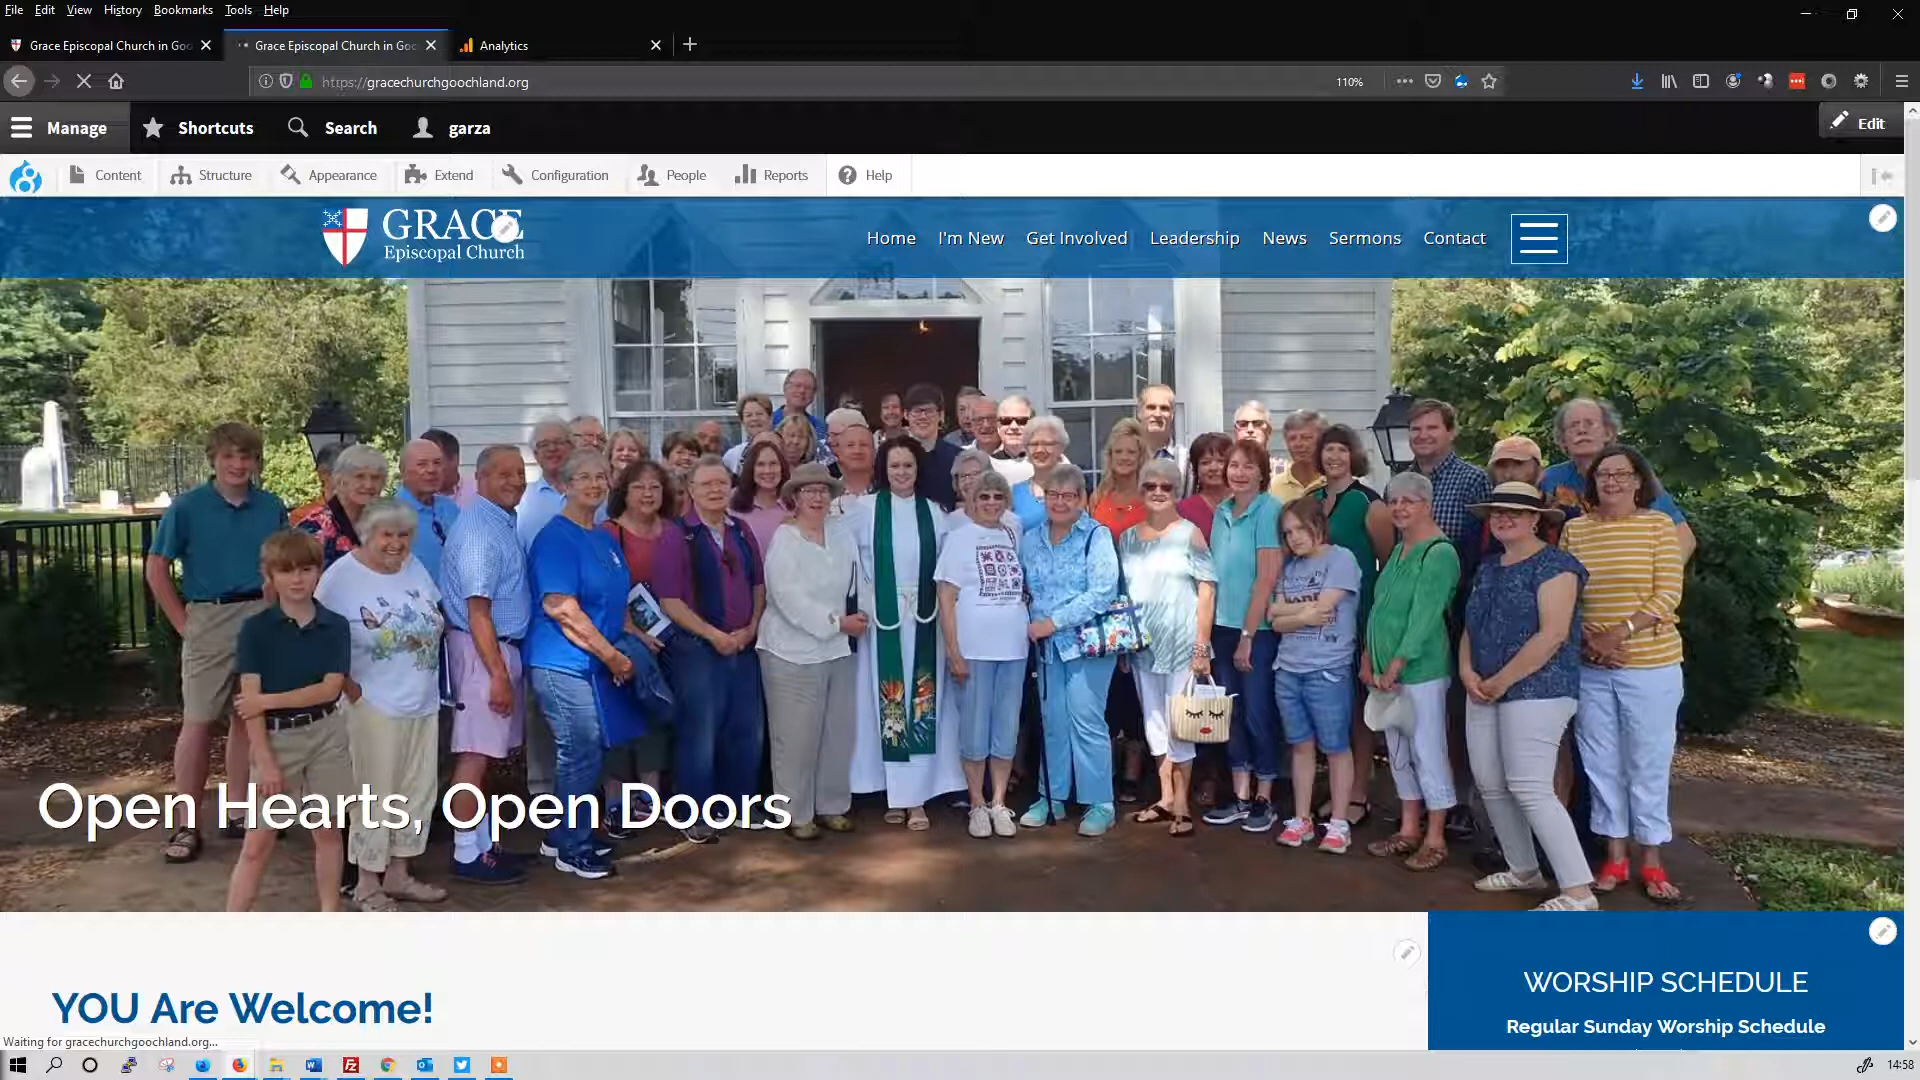 File Edit View History Bookmarks Tools Help
Grace Episcopal Church in Goo
Grace Episcopal Church in Goc
Analytics
https://gracechurchgoochland.org
110%
Manage
Shortcuts
Search
garza
Edit
Content
Structure
Appearance
Extend
Configuration
People
Reports
Help
GRACE
Episcopal Church
Home
I'm New
Get Involved
Leadership
News
Sermons
Contact
Open Hearts, Open Doors
YOU Are Welcome!
WORSHIP SCHEDULE
Regular Sunday Worship Schedule
Waiting for gracechurchgoochland.org...
14:58